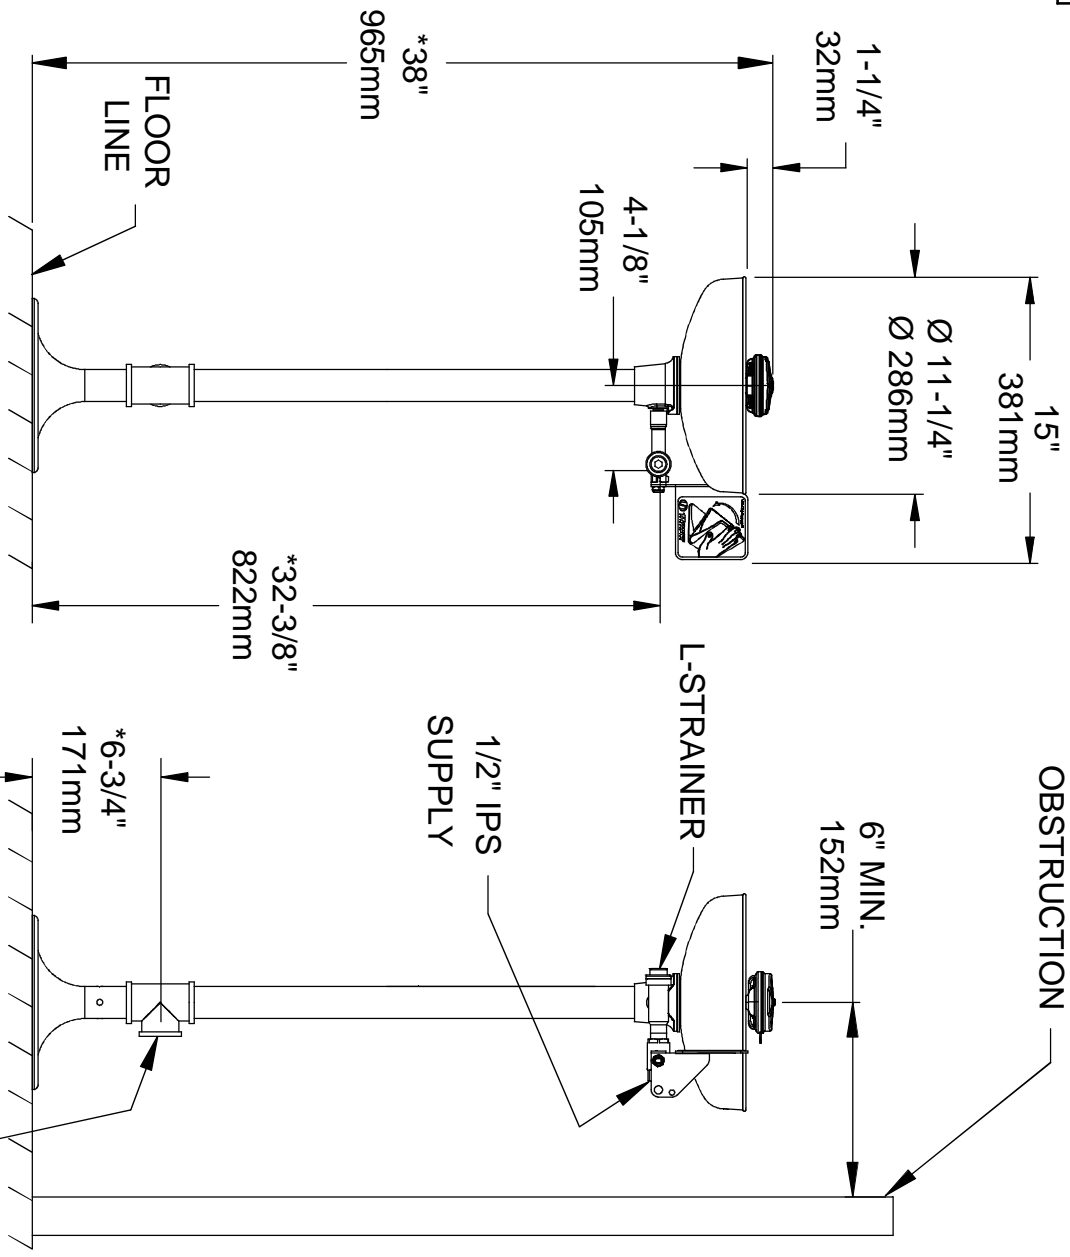 OBSTRUCTION
15"
381mm
Ø 11-1/4"
Ø 286mm
6" MIN.
152mm
1-1/4"
32mm
L-STRAINER
4-1/8"
105mm
1/2" IPS
SUPPLY
*38"
965mm
*32-3/8"
822mm
FLOOR
LINE
*6-3/4"
171mm